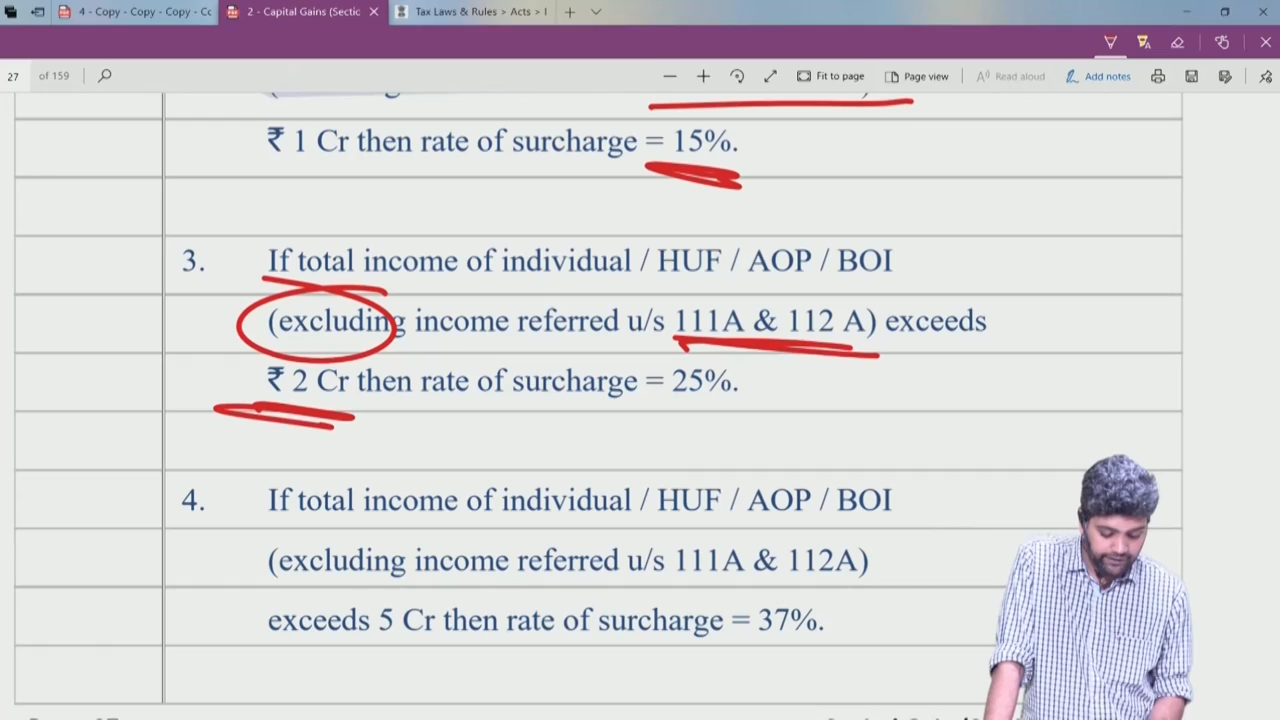 4 - Copy - Copy - Copy - Cc
2 - Capital Gains (Sectic
Tax Laws & Rules > Acts > I
27 of 159
Fit to page
Page view
Read aloud
Add notes
₹ 1 Cr then rate of surcharge = 15%.
3. If total income of individual / HUF / AOP / BOI
(excluding income referred u/s 111A & 112 A) exceeds
₹ 2 Cr then rate of surcharge = 25%.
4. If total income of individual / HUF / AOP / BOI
(excluding income referred u/s 111A & 112A)
exceeds 5 Cr then rate of surcharge = 37%.